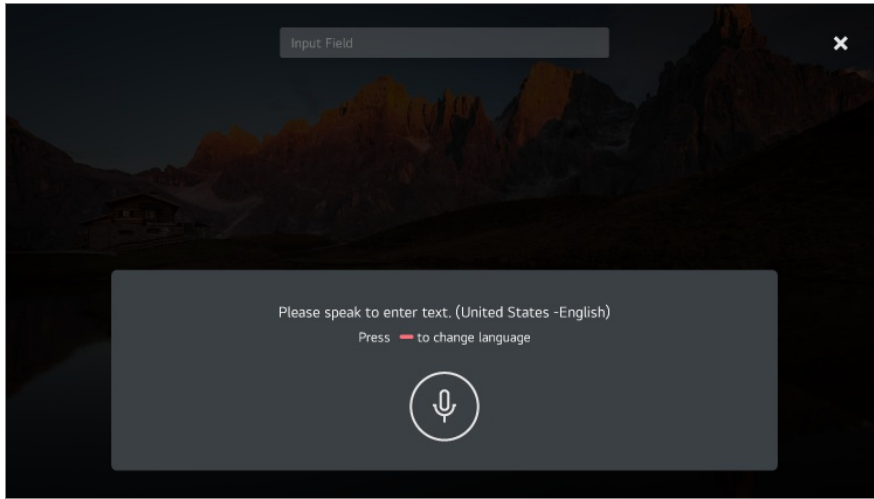 Input Field
Please speak to enter text. (United States -English)
Press to change language